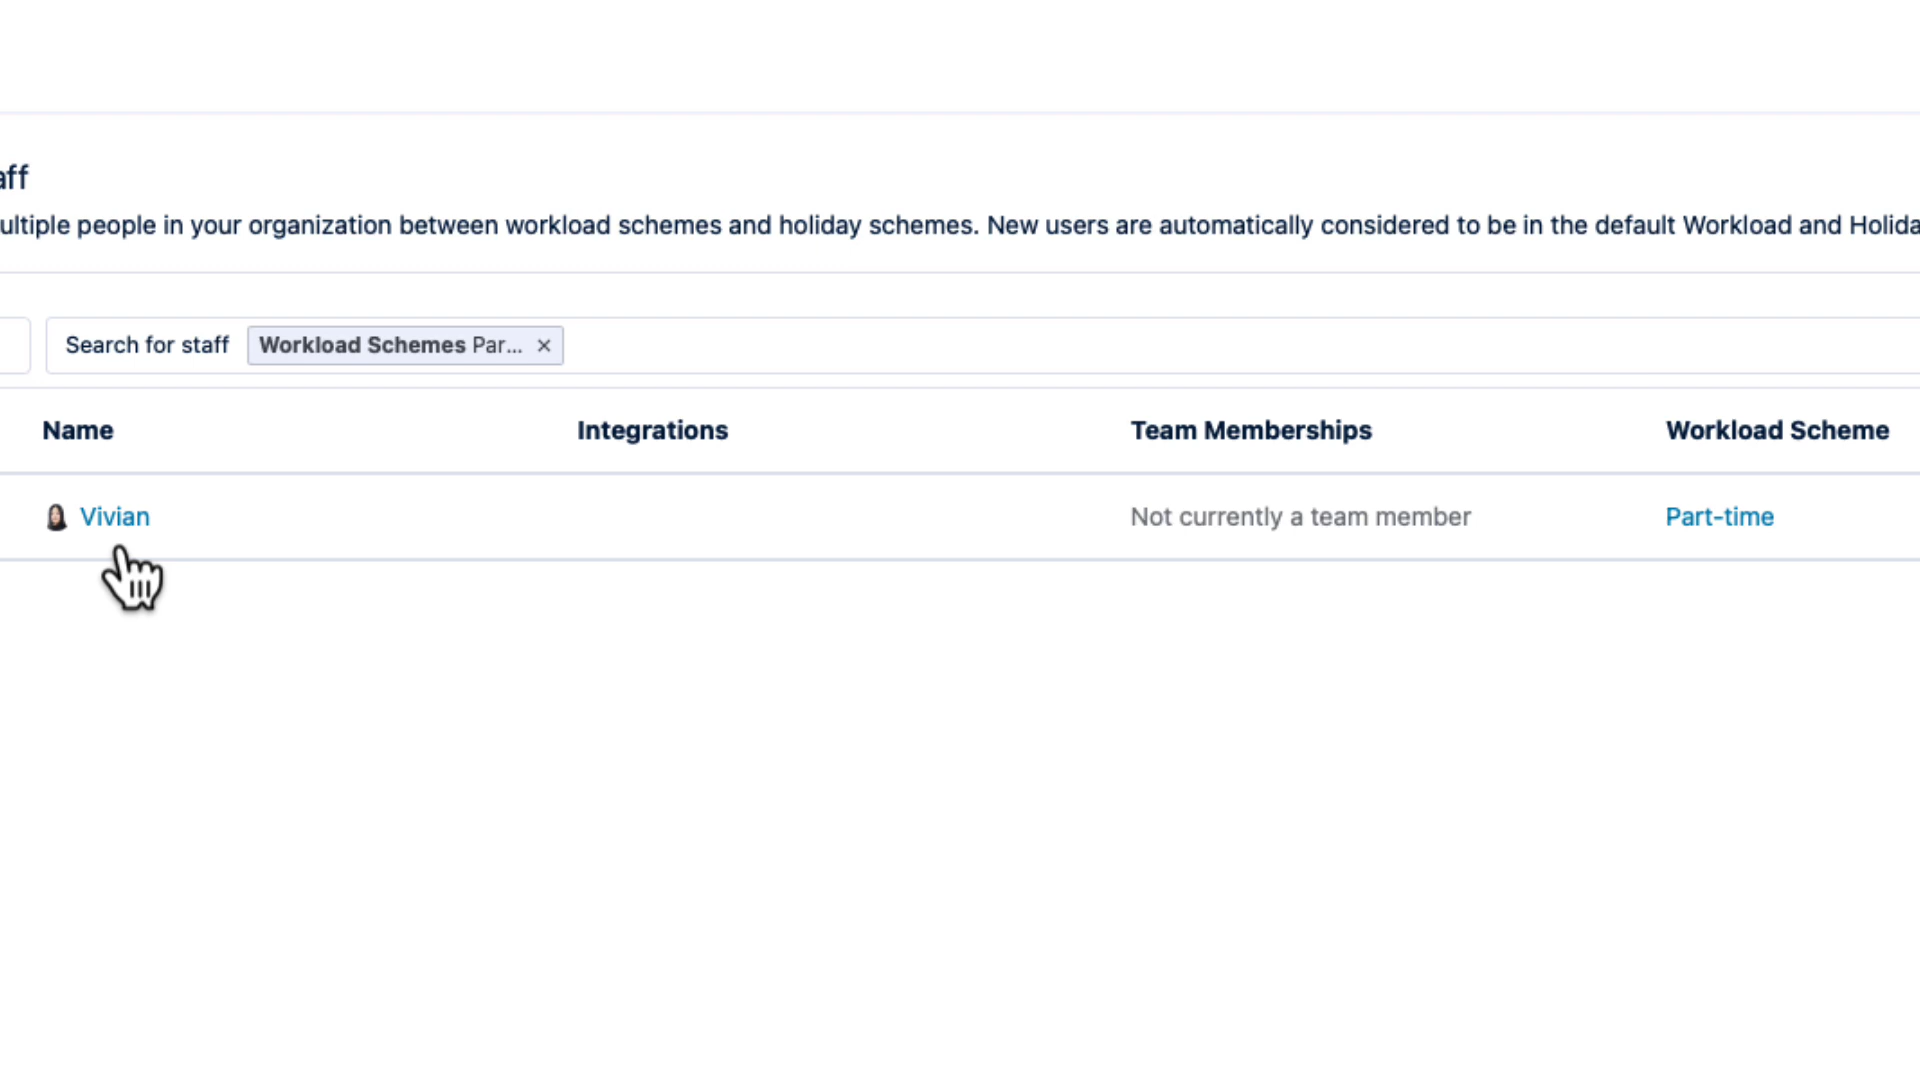 aff
ultiple people in your organization between workload schemes and holiday schemes. New users are automatically considered to be in the default Workload and Holida
Search for staff Workload Schemes Par... ×
Name Integrations Team Memberships Workload Scheme
Vivian Not currently a team member Part-time